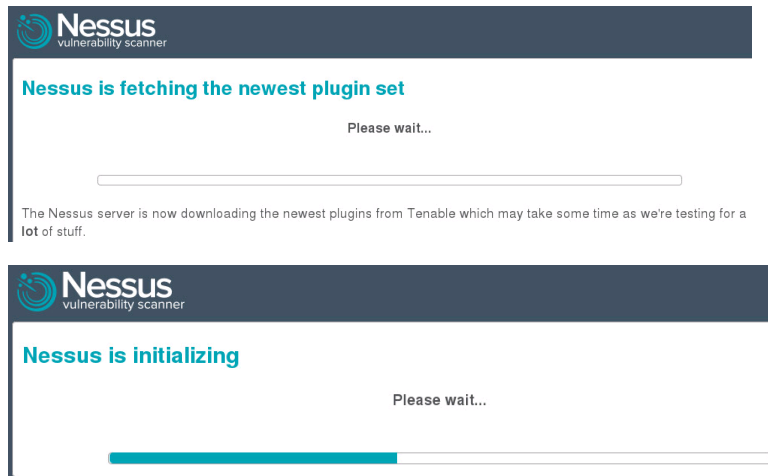 Nessus
vulnerability scanner
Nessus is fetching the newest plugin set
Please wait...
The Nessus server is now downloading the newest plugins from Tenable which may take some time as we're testing for a
lot of stuff.
Nessus
vulnerability scanner
Nessus is initializing
Please wait...